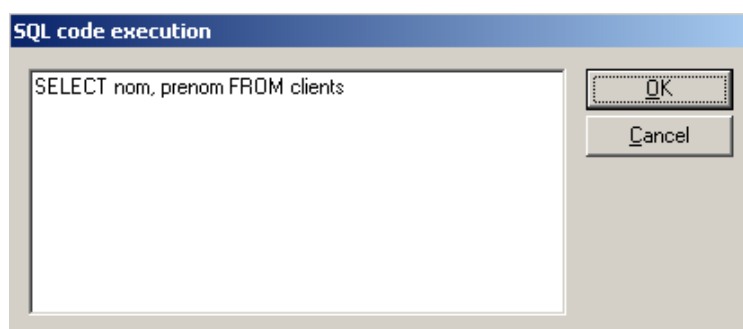 SQL code execution
SELECT nom, prenom FROM clients
OK
Cancel